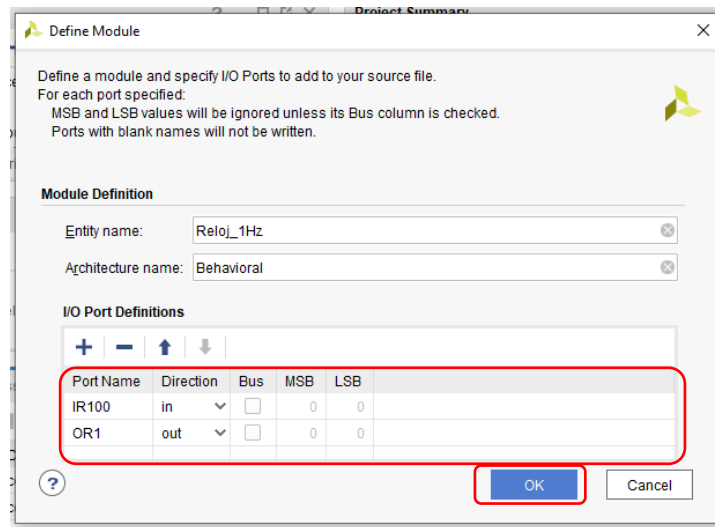 Project Summary
Define Module
Define a module and specify I/O Ports to add to your source file.
For each port specified:
MSB and LSB values will be ignored unless its Bus column is checked.
Ports with blank names will not be written.
Module Definition
Entity name: Reloj_1Hz
Architecture name: Behavioral
I/O Port Definitions
Port Name Direction Bus MSB LSB
IR100 in 0 0
OR1 out 0 0
? OK Cancel